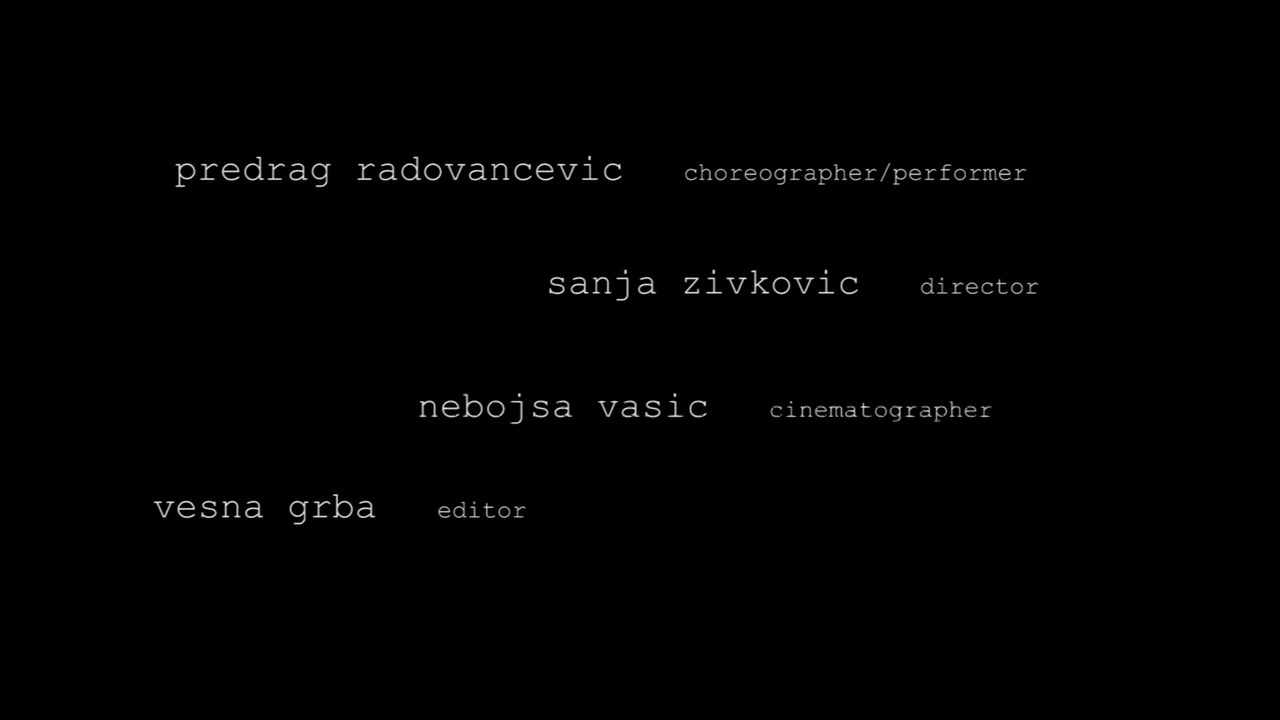 predrag radovancevic choreographer/performer
sanja zivkovic director
nebojsa vasic cinematographer
vesna grba editor